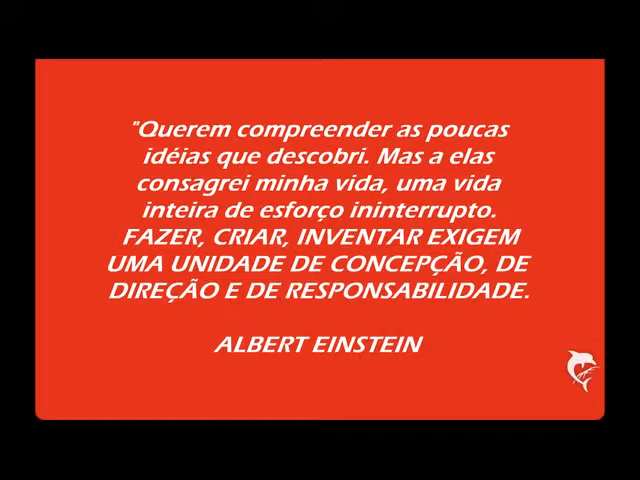 "Querem compreender as poucas
idéias que descobri. Mas a elas
consagrei minha vida, uma vida
inteira de esforço ininterrupto.
FAZER, CRIAR, INVENTAR EXIGEM
UMA UNIDADE DE CONCEPÇÃO, DE
DIREÇÃO E DE RESPONSABILIDADE.
ALBERT EINSTEIN